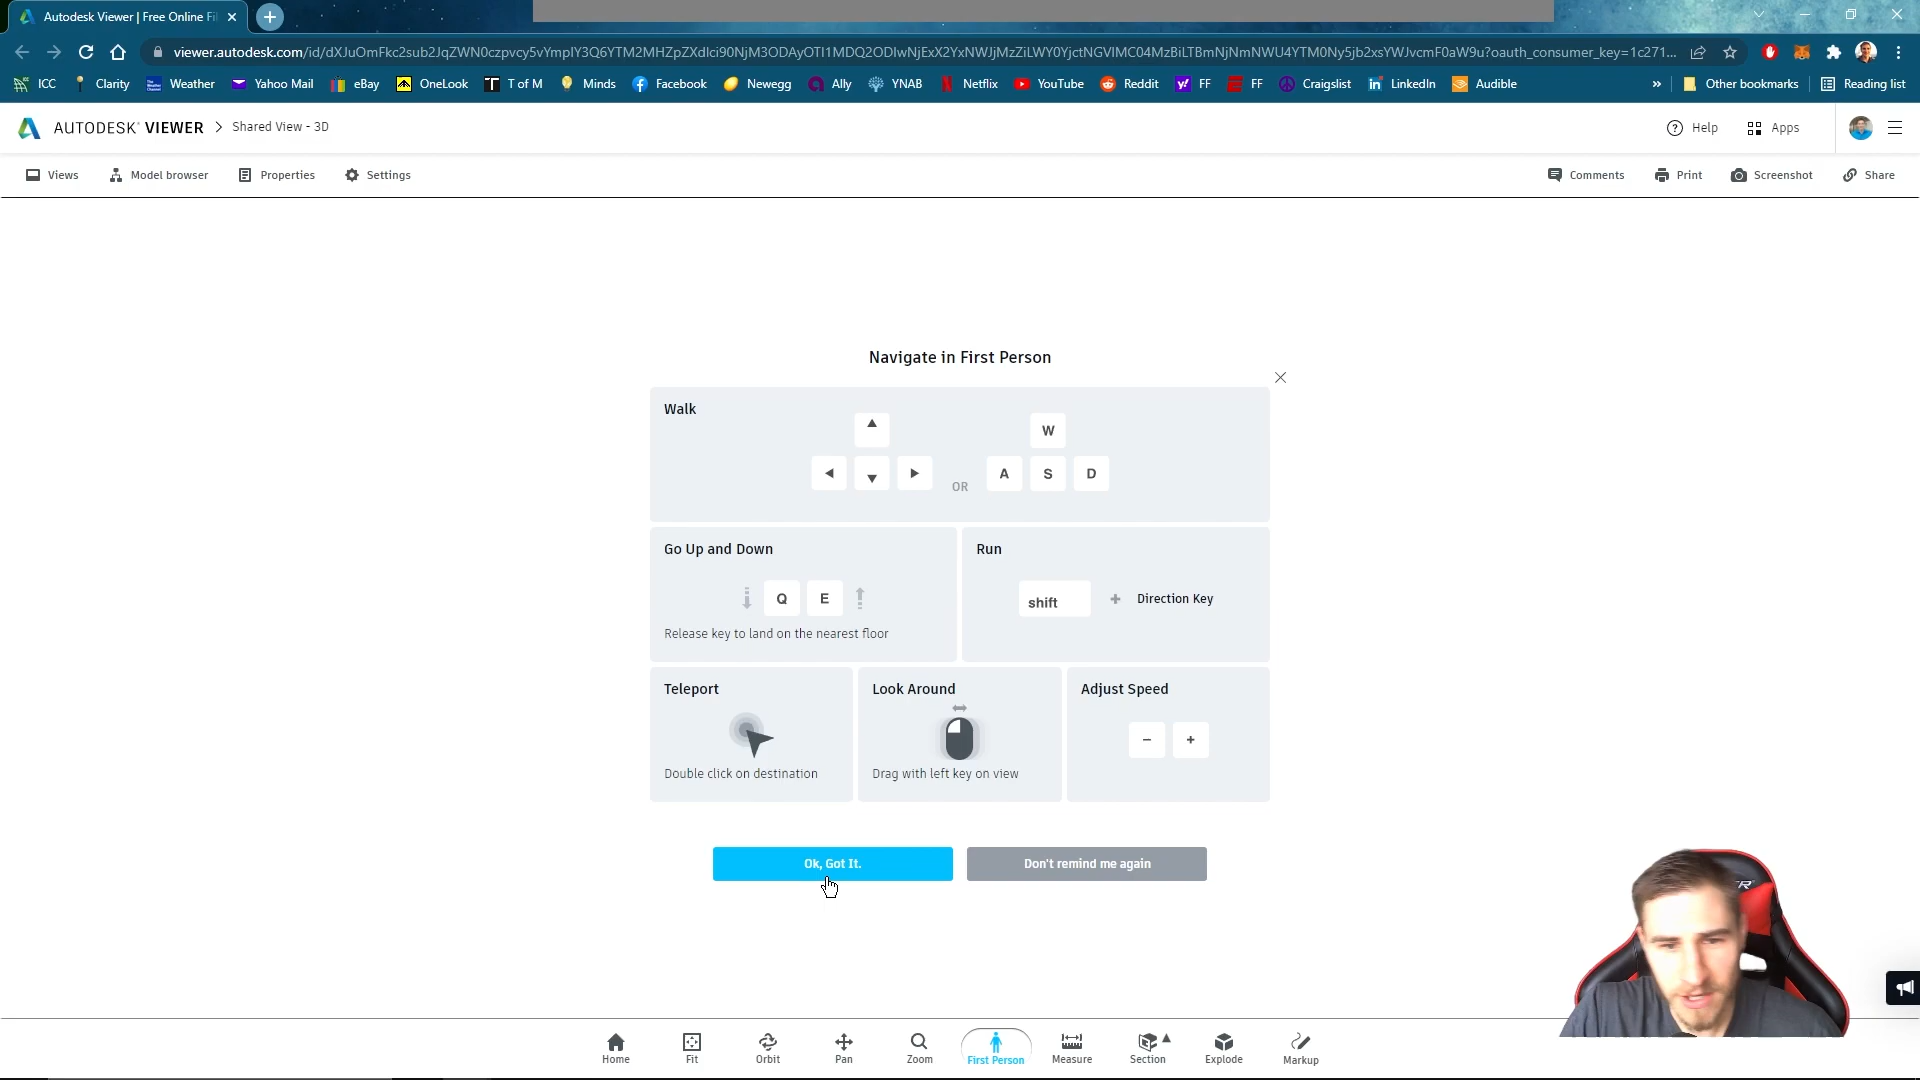 Autodesk Viewer | Free Online Fil
viewer.autodesk.com/id/
ICC Clarity Weather Yahoo Mail eBay OneLook T of M Minds Facebook Newegg Ally YNAB Netflix YouTube Reddit FF FF Craigslist LinkedIn Audible » Other bookmarks Reading list
AUTODESK VIEWER > Shared View - 3D Help Apps
Views Model browser Properties Settings Comments Print Screenshot Share
Navigate in First Person
Walk
W
A S D
OR
Go Up and Down
Q E
Release key to land on the nearest floor
Run
shift + Direction Key
Teleport
Double click on destination
Look Around
Drag with left key on view
Adjust Speed
- +
Ok, Got It. Don't remind me again
Home Fit Orbit Pan Zoom First Person Measure Section Explode Markup